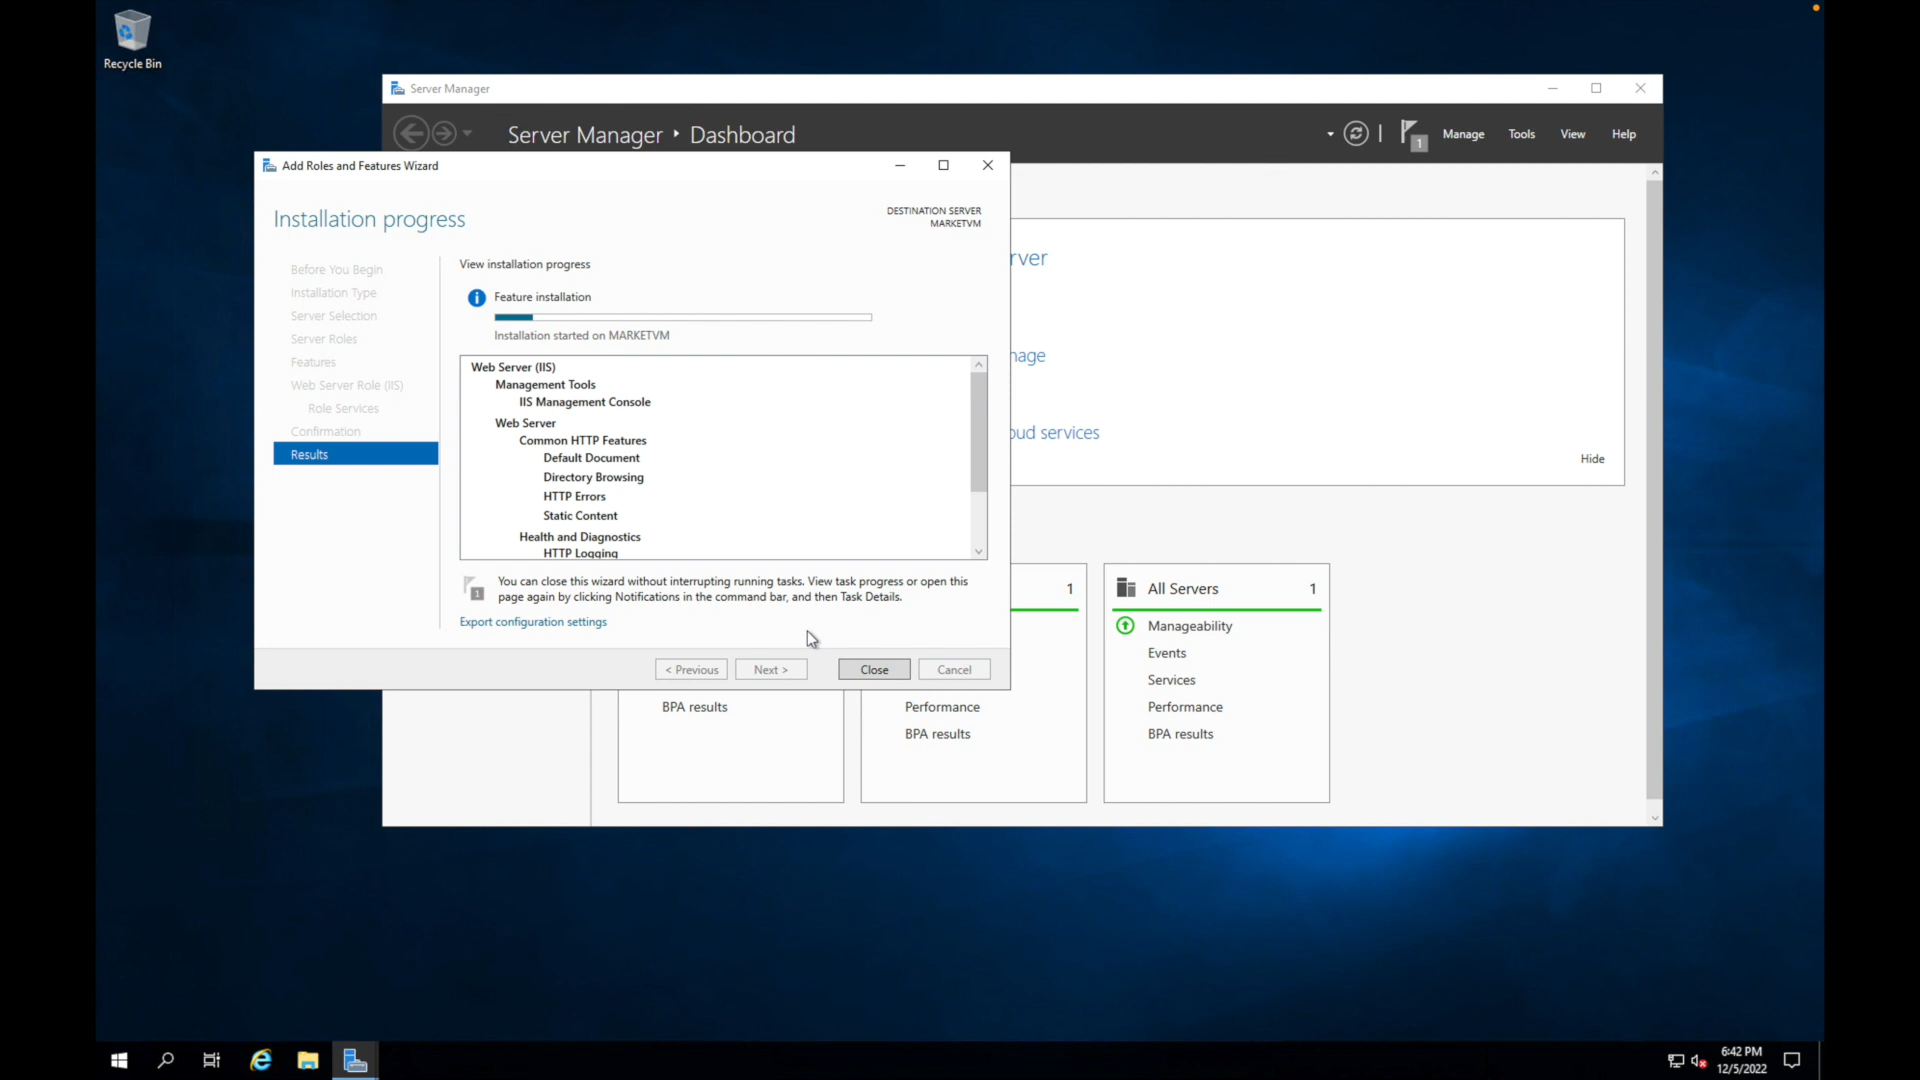 Recycle Bin
Server Manager
Server Manager ‣ Dashboard
1
Manage
Tools
View
Help
Add Roles and Features Wizard
Installation progress
DESTINATION SERVER
MARKETVM
Before You Begin
Installation Type
Server Selection
Server Roles
Features
Web Server Role (IIS)
Role Services
Confirmation
Results
View installation progress
Feature installation
Installation started on MARKETVM
Web Server (IIS)
Management Tools
IIS Management Console
Web Server
Common HTTP Features
Default Document
Directory Browsing
HTTP Errors
Static Content
Health and Diagnostics
HTTP Logging
1
You can close this wizard without interrupting running tasks. View task progress or open this
page again by clicking Notifications in the command bar, and then Task Details.
Export configuration settings
< Previous
Next >
Close
Cancel
rver
nage
oud services
Hide
BPA results
1
Performance
BPA results
All Servers
1
Manageability
Events
Services
Performance
BPA results
6:42 PM
12/5/2022